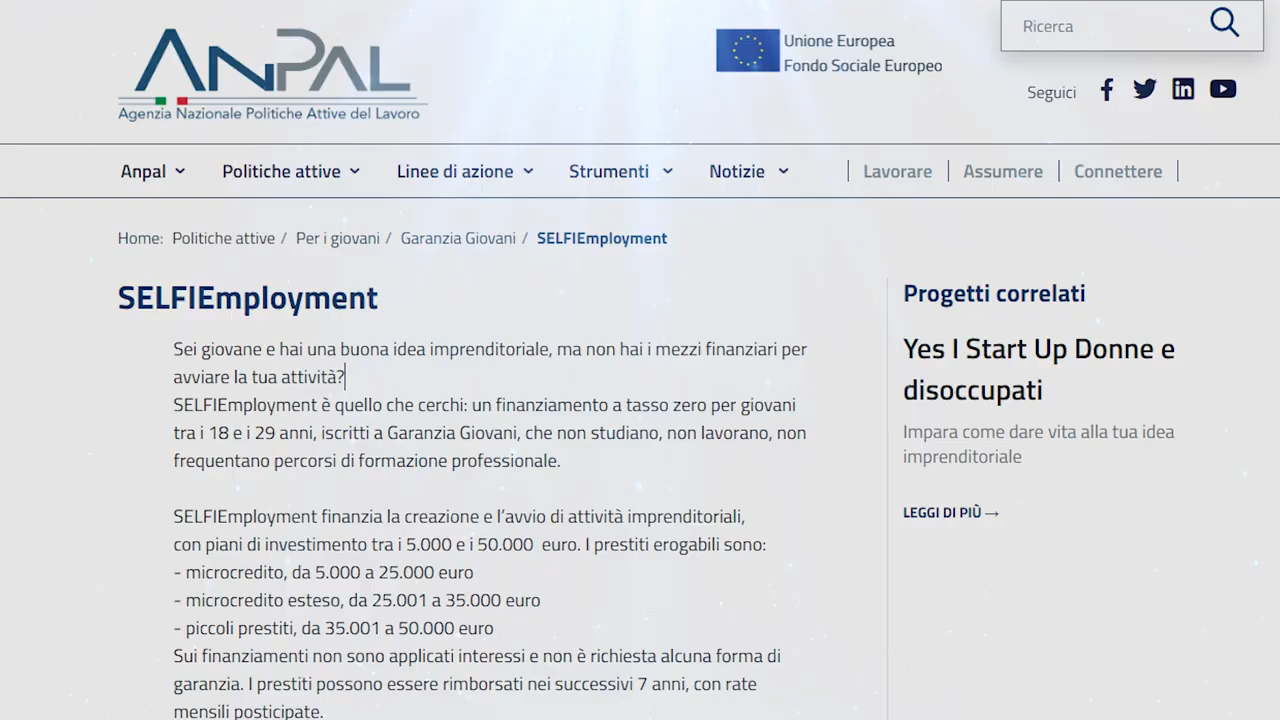 ANPAL
Agenzia Nazionale Politiche Attive del Lavoro
Unione Europea
Fondo Sociale Europeo
Ricerca
Seguici
Anpal
Politiche attive
Linee di azione
Strumenti
Notizie
Lavorare
Assumere
Connettere
Home: Politiche attive / Per i giovani / Garanzia Giovani / SELFIEmployment
SELFIEmployment
Sei giovane e hai una buona idea imprenditoriale, ma non hai i mezzi finanziari per
avviare la tua attività?
SELFIEmployment è quello che cerchi: un finanziamento a tasso zero per giovani
tra i 18 e i 29 anni, iscritti a Garanzia Giovani, che non studiano, non lavorano, non
frequentano percorsi di formazione professionale.
SELFIEmployment finanzia la creazione e l'avvio di attività imprenditoriali,
con piani di investimento tra i 5.000 e i 50.000 euro. I prestiti erogabili sono:
- microcredito, da 5.000 a 25.000 euro
- microcredito esteso, da 25.001 a 35.000 euro
- piccoli prestiti, da 35.001 a 50.000 euro
Sui finanziamenti non sono applicati interessi e non è richiesta alcuna forma di
garanzia. I prestiti possono essere rimborsati nei successivi 7 anni, con rate
mensili posticipate.
Progetti correlati
Yes I Start Up Donne e
disoccupati
Impara come dare vita alla tua idea
imprenditoriale
LEGGI DI PIÙ →